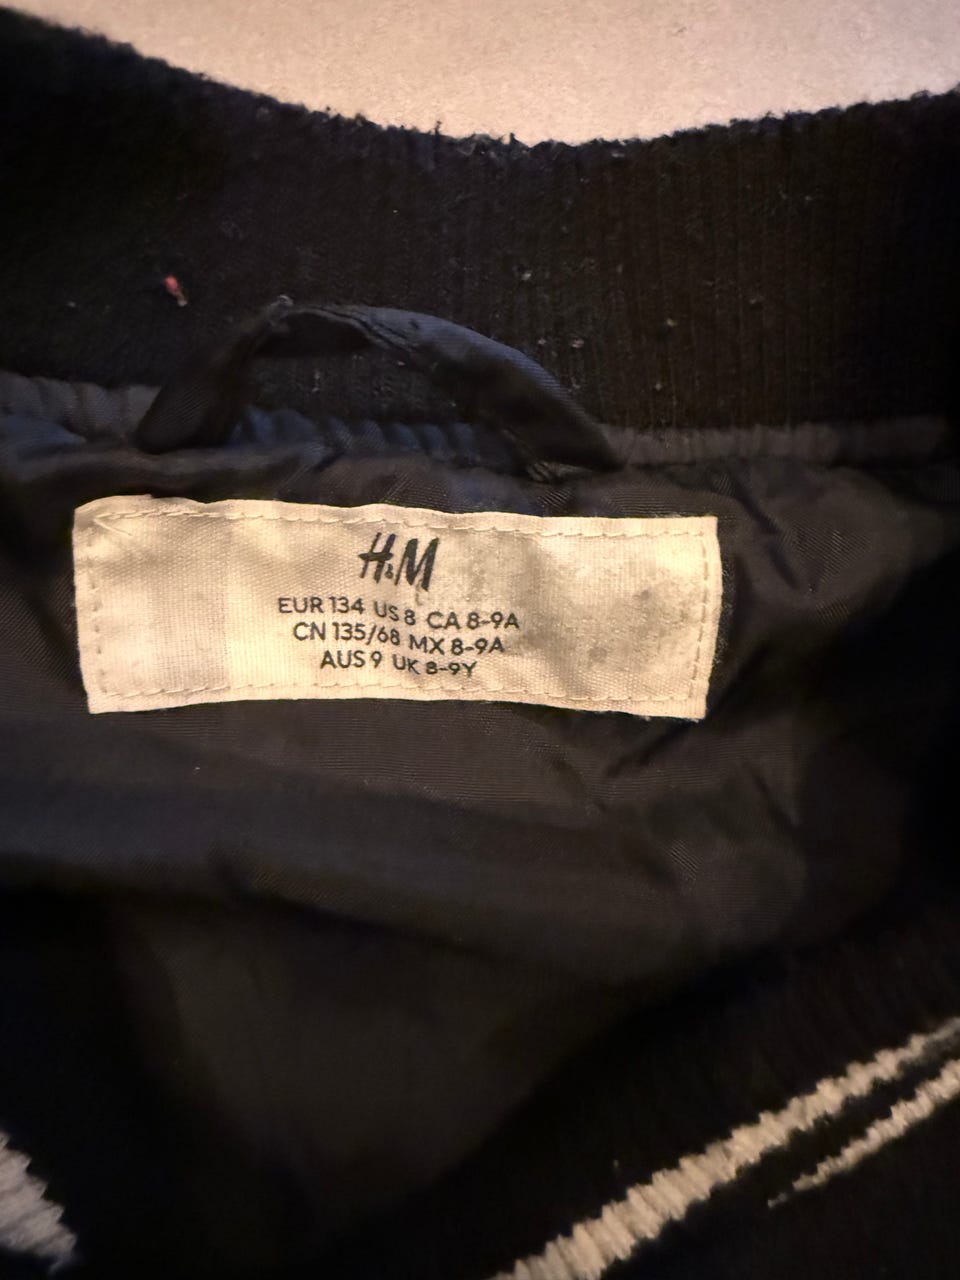 H&M
EUR 134 US 8 CA 8-9A
CN 135/68 MX 8-9A
AUS 9 UK 8-9Y